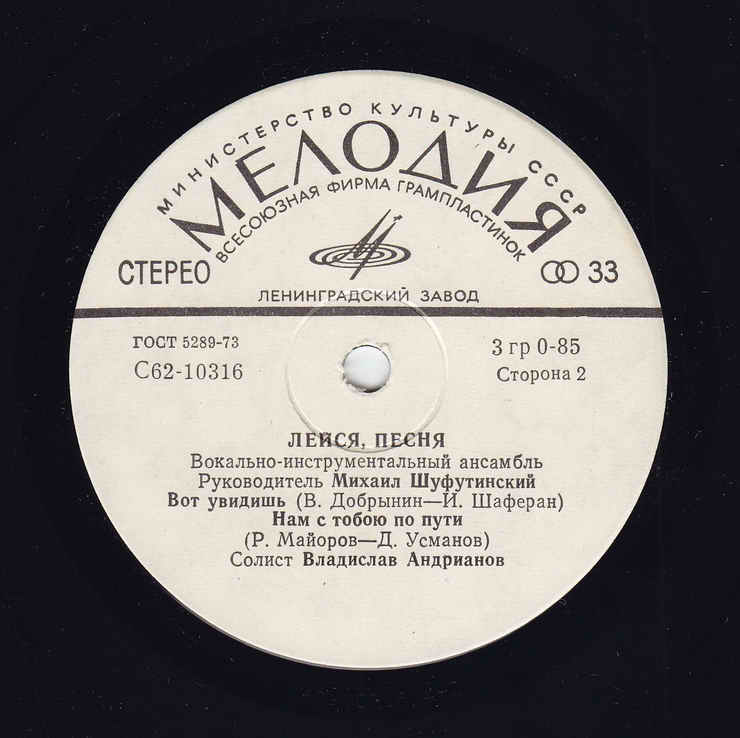 МИНИСТЕРСТВО КУЛЬТУРЫ СССР
МЕЛОДИЯ
ВСЕСОЮЗНАЯ ФИРМА ГРАМПЛАСТИНОК
СТЕРЕО
33
ЛЕНИНГРАДСКИЙ ЗАВОД
ГОСТ 5289-73
3 гр 0-85
С62-10316
Сторона 2
ЛЕЙСЯ, ПЕСНЯ
Вокально-инструментальный ансамбль
Руководитель Михаил Шуфутинский
Вот увидишь (В. Добрынин—И. Шаферан)
Нам с тобою по пути
(Р. Майоров—Д. Усманов)
Солист Владислав Андрианов